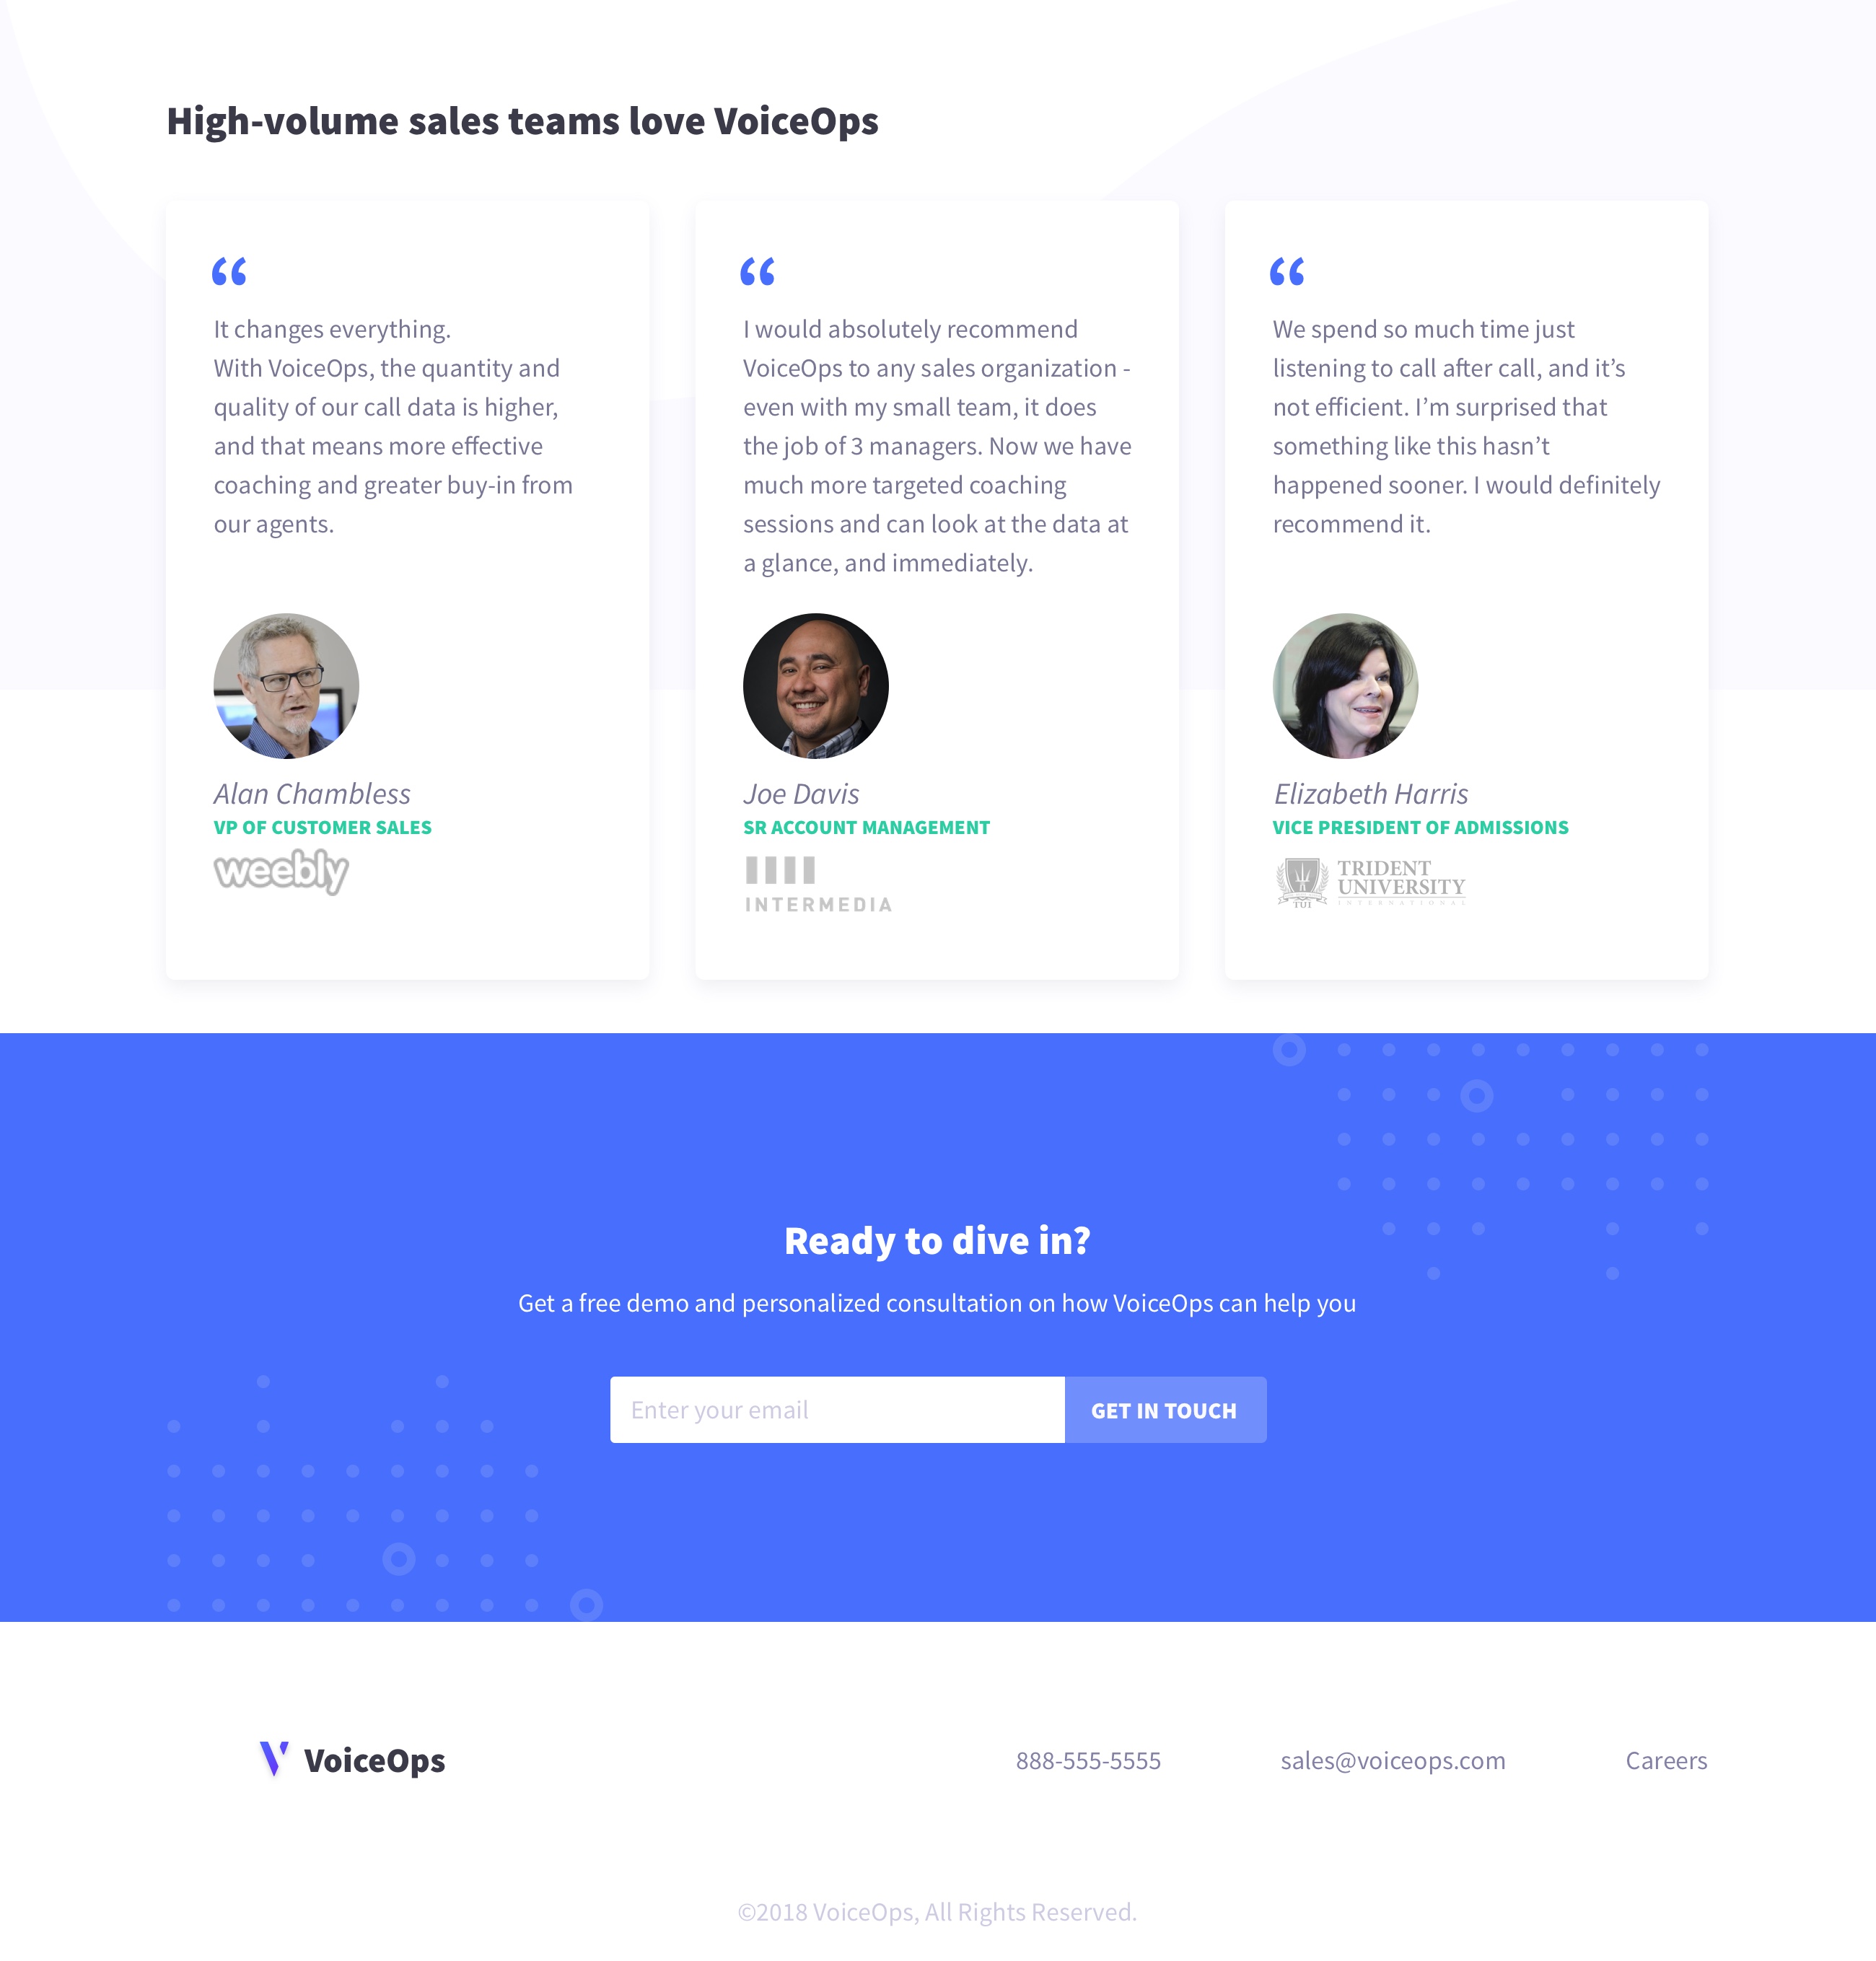 High-volume sales teams love VoiceOps
“
It changes everything.
With VoiceOps, the quantity and
quality of our call data is higher,
and that means more effective
coaching and greater buy-in from
our agents.
Alan Chambless
VP OF CUSTOMER SALES
weebly
“
I would absolutely recommend
VoiceOps to any sales organization -
even with my small team, it does
the job of 3 managers. Now we have
much more targeted coaching
sessions and can look at the data at
a glance, and immediately.
Joe Davis
SR ACCOUNT MANAGEMENT
INTERMEDIA
“
We spend so much time just
listening to call after call, and it’s
not efficient. I’m surprised that
something like this hasn’t
happened sooner. I would definitely
recommend it.
Elizabeth Harris
VICE PRESIDENT OF ADMISSIONS
TUI
TRIDENT
UNIVERSITY
INTERNATIONAL
Ready to dive in?
Get a free demo and personalized consultation on how VoiceOps can help you
Enter your email
GET IN TOUCH
VoiceOps
888-555-5555
sales@voiceops.com
Careers
©2018 VoiceOps, All Rights Reserved.